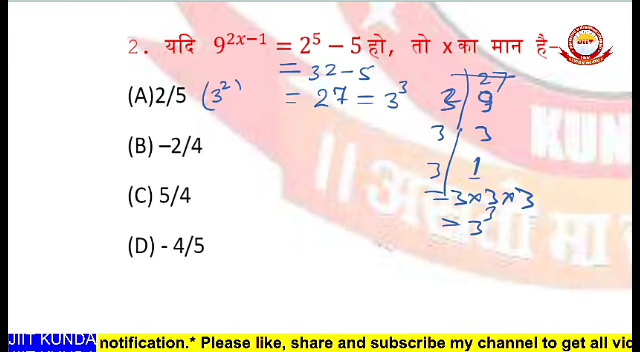 2. यदि 9^{2x−1} = 2^5 − 5 हो, तो x का मान है-
= 32-5
(A) 2/5 (3^2)
= 27 = 3^3
27
3 9
3 3
3 1
= 3×3×3
= 3^3
(B) –2/4
(C) 5/4
(D) - 4/5
KUN
JIIT KUNDA notification.* Please like, share and subscribe my channel to get all vid